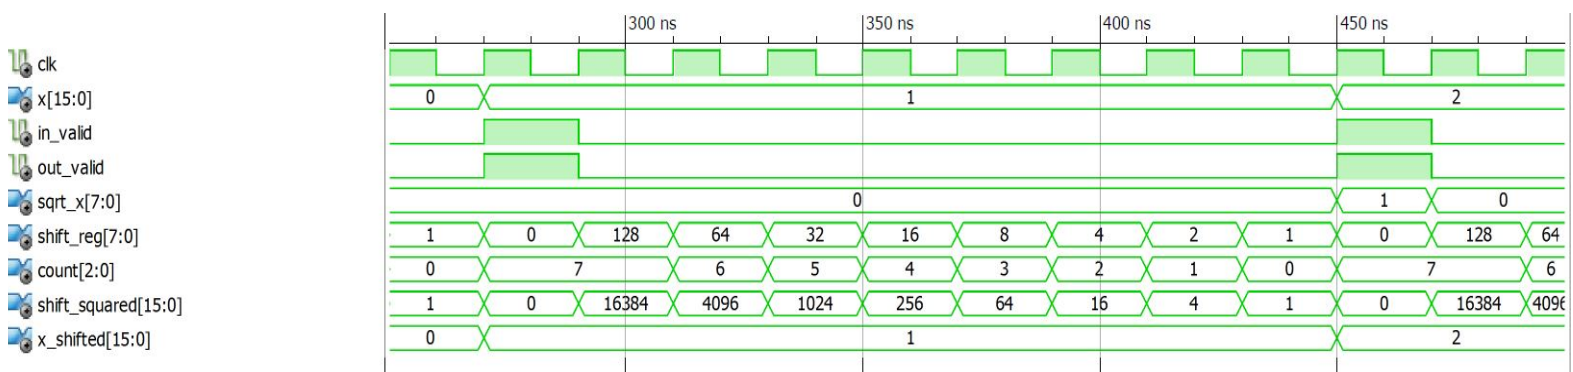 300 ns 350 ns 400 ns 450 ns
clk
x[15:0] 0 1 2
in_valid
out_valid
sqrt_x[7:0] 0 1 0
shift_reg[7:0] 1 0 128 64 32 16 8 4 2 1 0 128 64
count[2:0] 0 7 6 5 4 3 2 1 0 7 6
shift_squared[15:0] 1 0 16384 4096 1024 256 64 16 4 1 0 16384 4096
x_shifted[15:0] 0 1 2